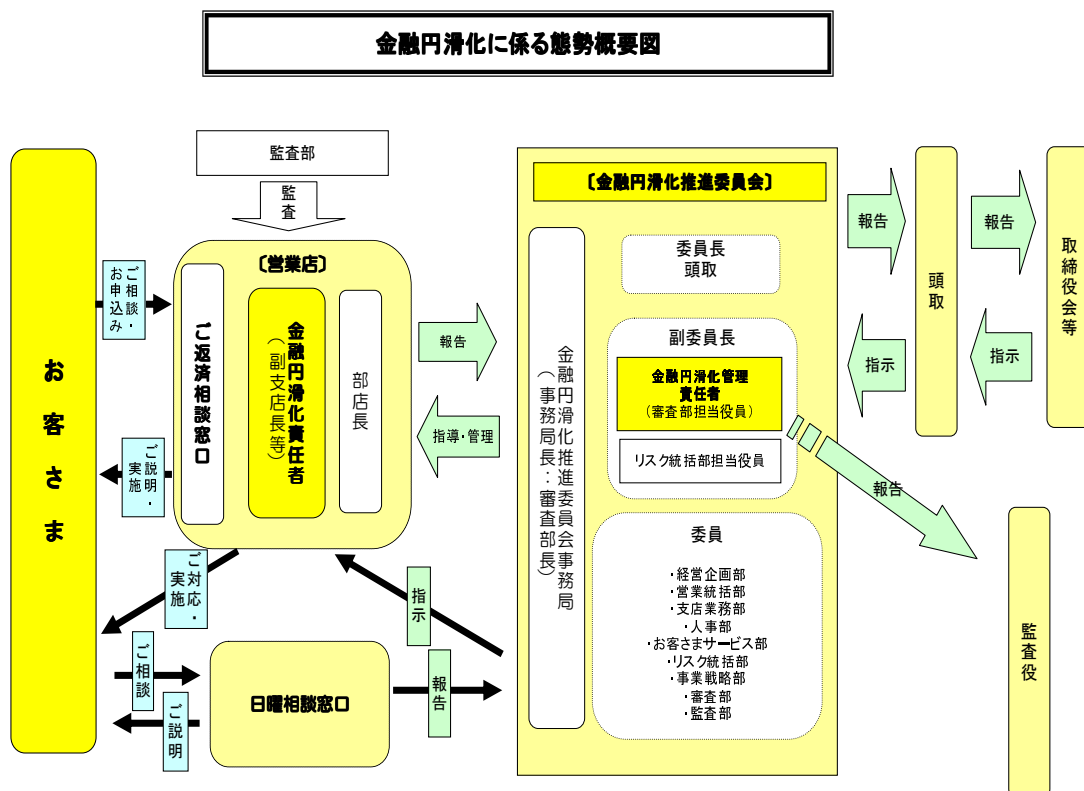 金融円滑化に係る態勢概要図
監査部
監査
お客さま
ご相談・
お申込み
ご説明・
実施
ご対応・
実施
ご相談
ご説明
〔営業店〕
ご返済相談窓口
金融円滑化責任者
（副支店長等）
部店長
報告
指導・管理
指示
日曜相談窓口
報告
〔金融円滑化推進委員会〕
金融円滑化推進委員会事務局
（事務局長：審査部長）
委員長
頭取
副委員長
金融円滑化管理
責任者
（審査部担当役員）
リスク統括部担当役員
委員
・経営企画部
・営業統括部
・支店業務部
・人事部
・お客さまサービス部
・リスク統括部
・事業戦略部
・審査部
・監査部
報告
指示
頭取
報告
指示
取締役会等
報告
監査役